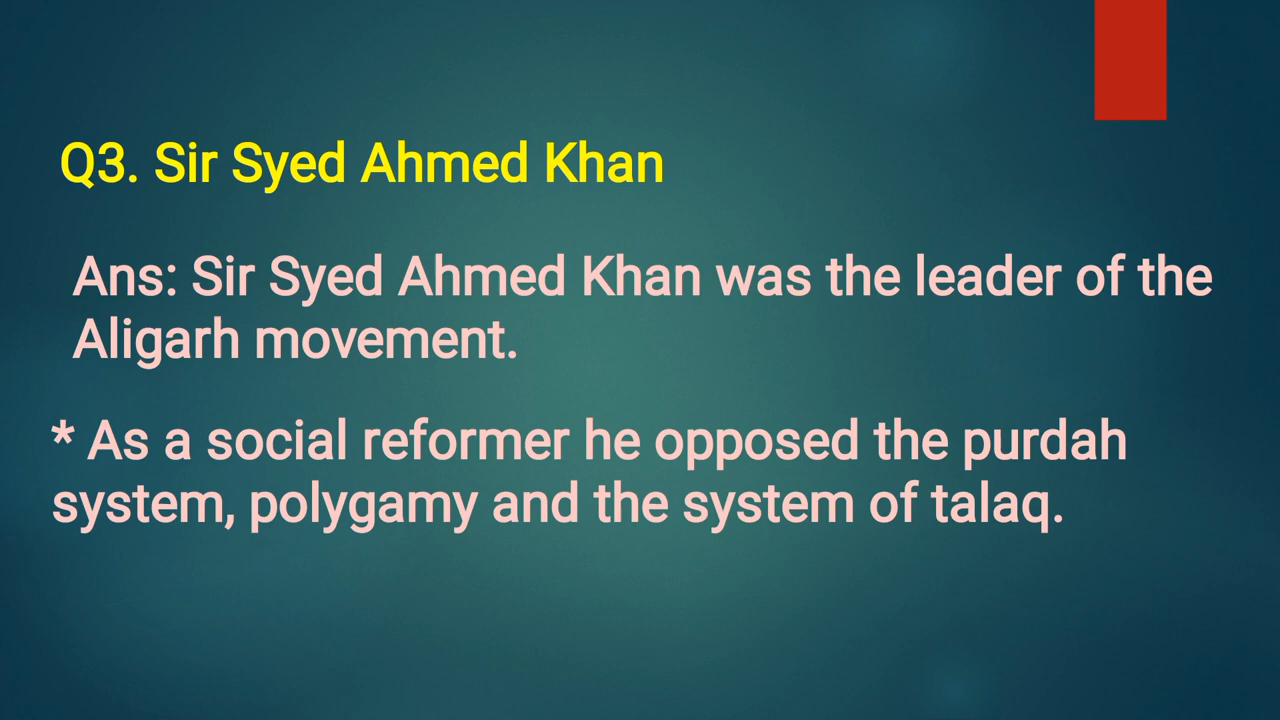 Q3. Sir Syed Ahmed Khan
Ans: Sir Syed Ahmed Khan was the leader of the
Aligarh movement.
* As a social reformer he opposed the purdah
system, polygamy and the system of talaq.